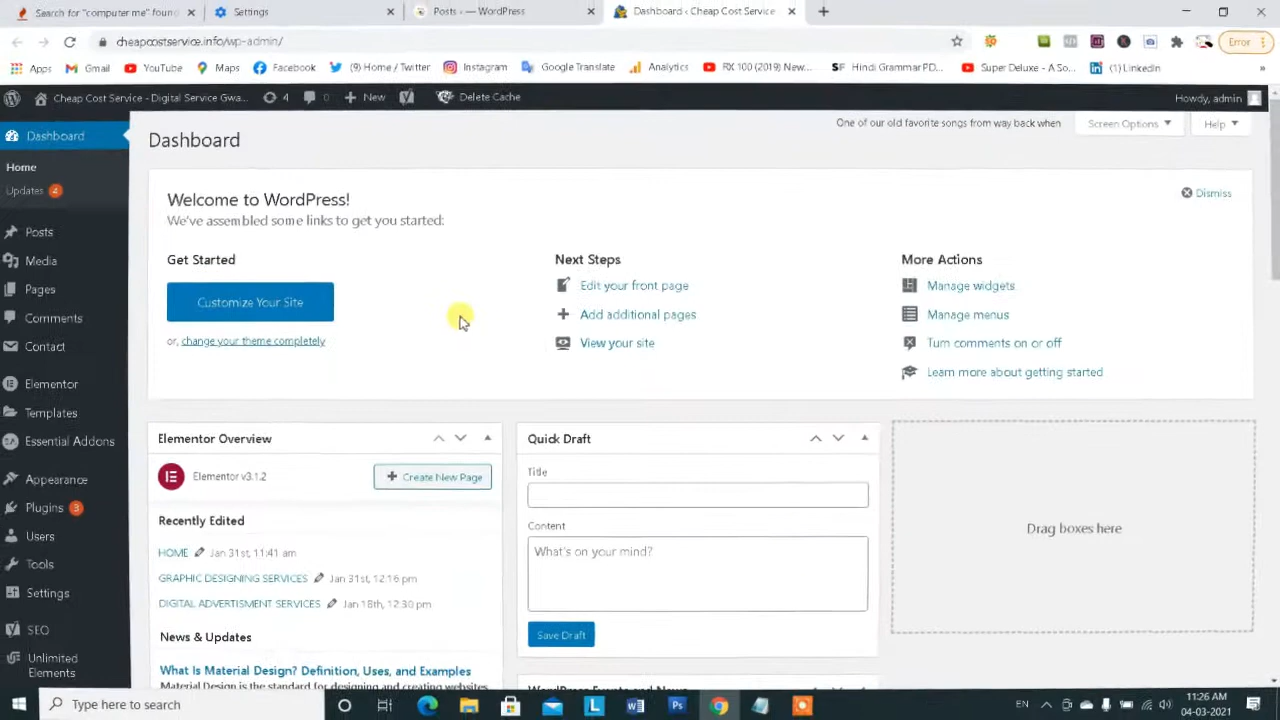 Search for "computer me" found
Settings
Posts ‹ — WordPress
Dashboard ‹ Cheap Cost Service —
cheapcostservice.info/wp-admin/
Error
Apps
Gmail
YouTube
Maps
Facebook
(9) Home / Twitter
Instagram
Google Translate
Analytics
RX 100 (2019) New...
SF
Hindi Grammar PD...
Super Deluxe - A So...
LinkedIn
Cheap Cost Service - Digital Service Gwa...
4
0
New
Delete Cache
Howdy, admin
Dashboard
Home
Updates 4
Posts
Media
Pages
Comments
Contact
Elementor
Templates
Essential Addons
Appearance
Plugins 3
Users
Tools
Settings
SEO
Unlimited
Elements
Dashboard
One of our old favorite songs from way back when
Screen Options
Help
Welcome to WordPress!
We've assembled some links to get you started:
Dismiss
Get Started
Customize Your Site
or, change your theme completely
Next Steps
Edit your front page
Add additional pages
View your site
More Actions
Manage widgets
Manage menus
Turn comments on or off
Learn more about getting started
Elementor Overview
Elementor v3.1.2
Create New Page
Recently Edited
HOME Jan 31st, 11:41 am
GRAPHIC DESIGNING SERVICES Jan 31st, 12:16 pm
DIGITAL ADVERTISMENT SERVICES Jan 18th, 12:30 pm
News & Updates
What Is Material Design? Definition, Uses, and Examples
Material Design is the standard for designing and creating websites
Quick Draft
Title
Content
What's on your mind?
Save Draft
WordPress Events and News
Drag boxes here
Type here to search
EN
11:26 AM
04-03-2021